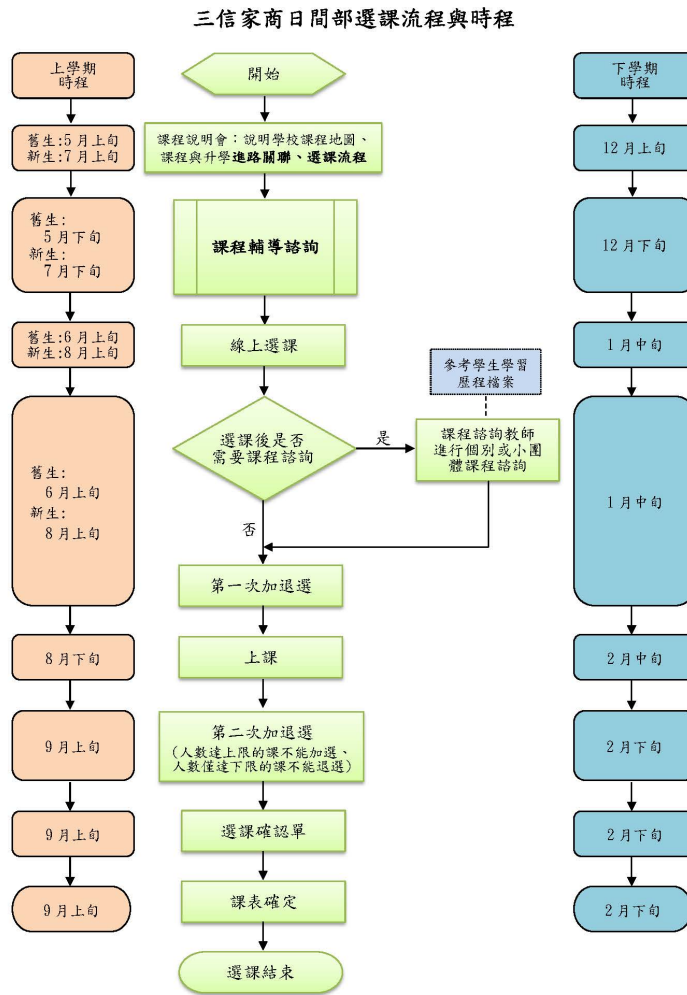 三信家商日間部選課流程與時程
上學期
時程
開始
下學期
時程
舊生:5月上旬
新生:7月上旬
課程說明會：說明學校課程地圖、
課程與升學進路關聯、選課流程
12月上旬
舊生:
5月下旬
新生:
7月下旬
課程輔導諮詢
12月下旬
舊生:6月上旬
新生:8月上旬
線上選課
1月中旬
參考學生學習
歷程檔案
選課後是否
需要課程諮詢
是
課程諮詢教師
進行個別或小團
體課程諮詢
否
舊生:
6月上旬
新生:
8月上旬
1月中旬
第一次加退選
8月下旬
上課
2月中旬
9月上旬
第二次加退選
(人數達上限的課不能加選、
人數僅達下限的課不能退選)
2月下旬
9月上旬
選課確認單
2月下旬
9月上旬
課表確定
2月下旬
選課結束